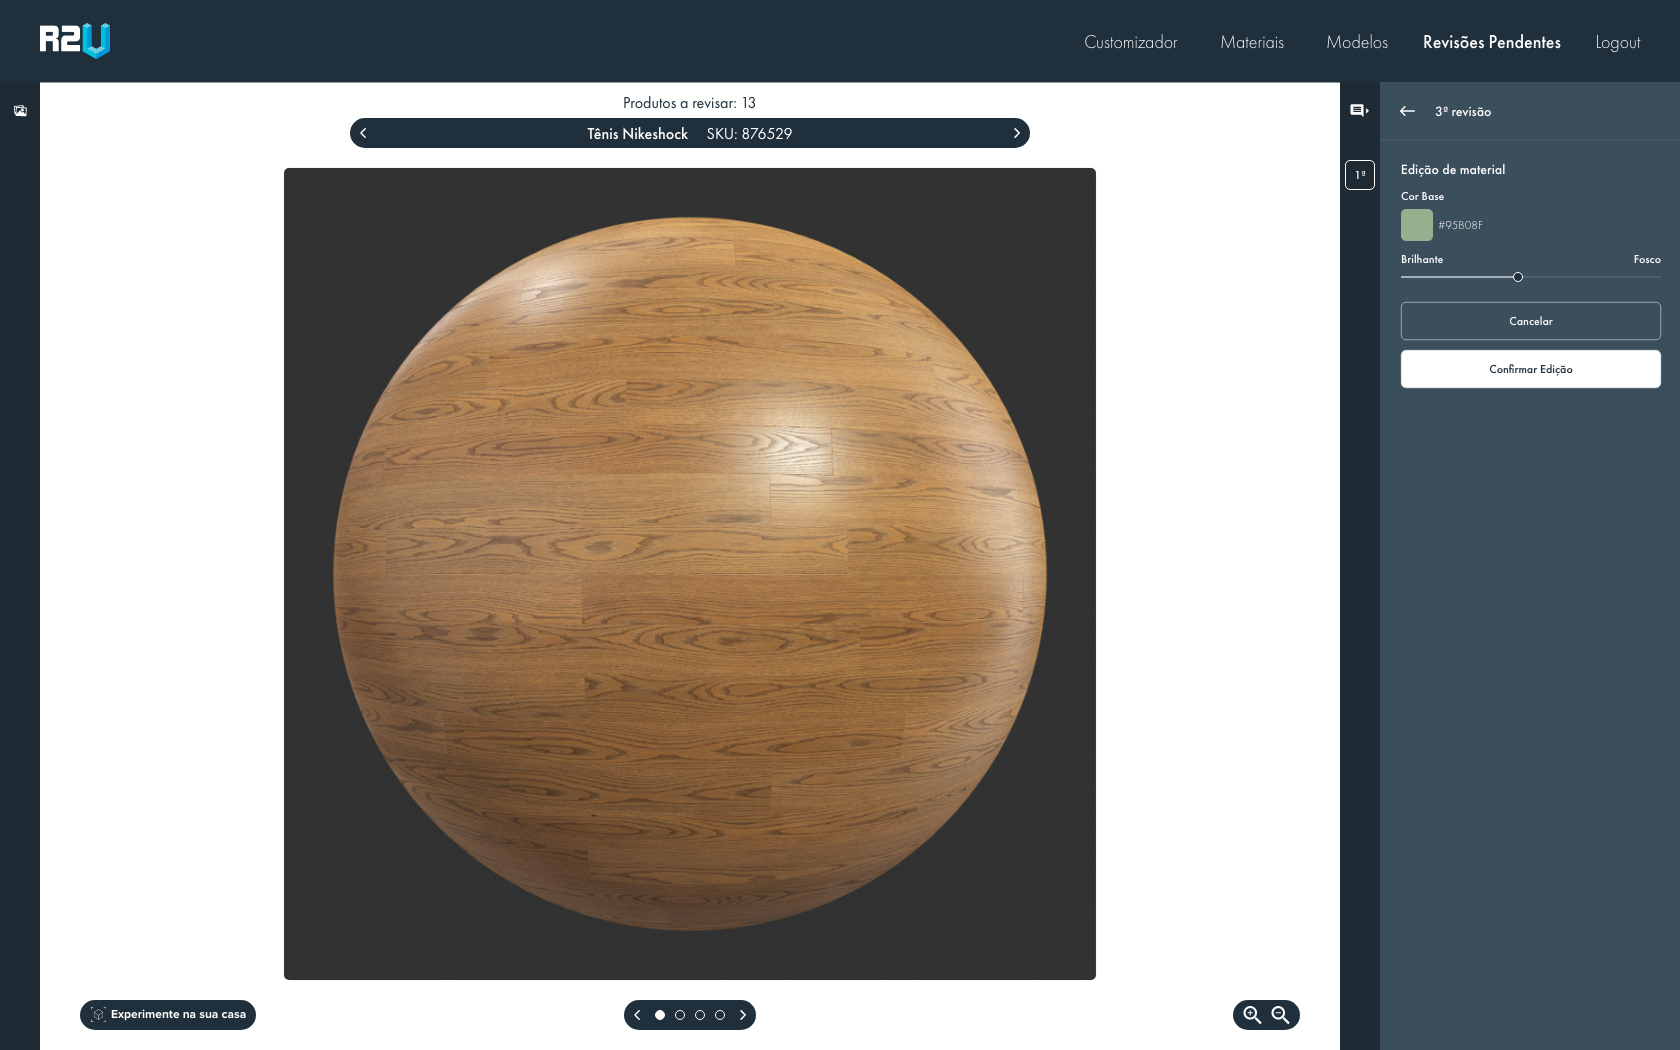 R2U
Customizador Materiais Modelos Revisões Pendentes Logout
Produtos a revisar: 13
Tênis Nikeshock SKU: 876529
1ª
3ª revisão
Edição de material
Cor Base
#95B08F
Brilhante Fosco
Cancelar
Confirmar Edição
Experimente na sua casa